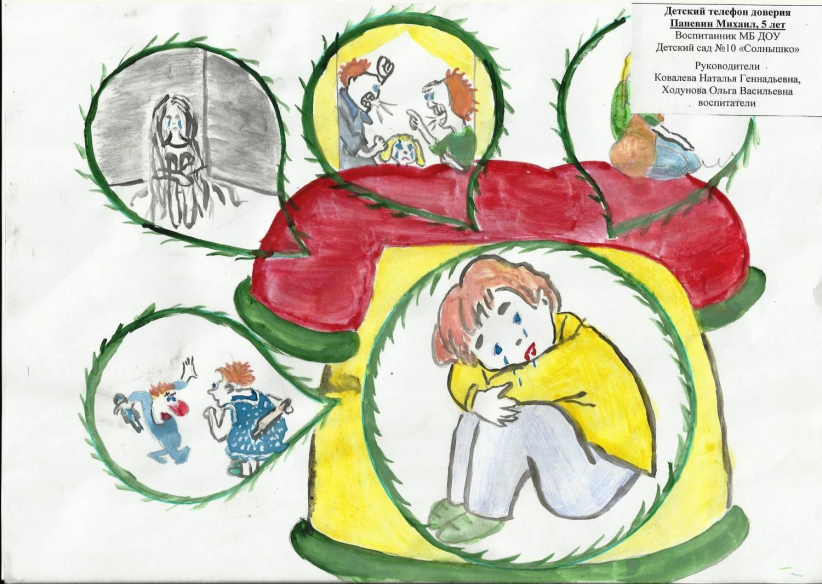 Детский телефон доверия
Папевин Михаил, 5 лет
Воспитанник МБ ДОУ
Детский сад №10 «Солнышко»
Руководители
Ковалева Наталья Геннадьевна,
Ходунова Ольга Васильевна
воспитатели